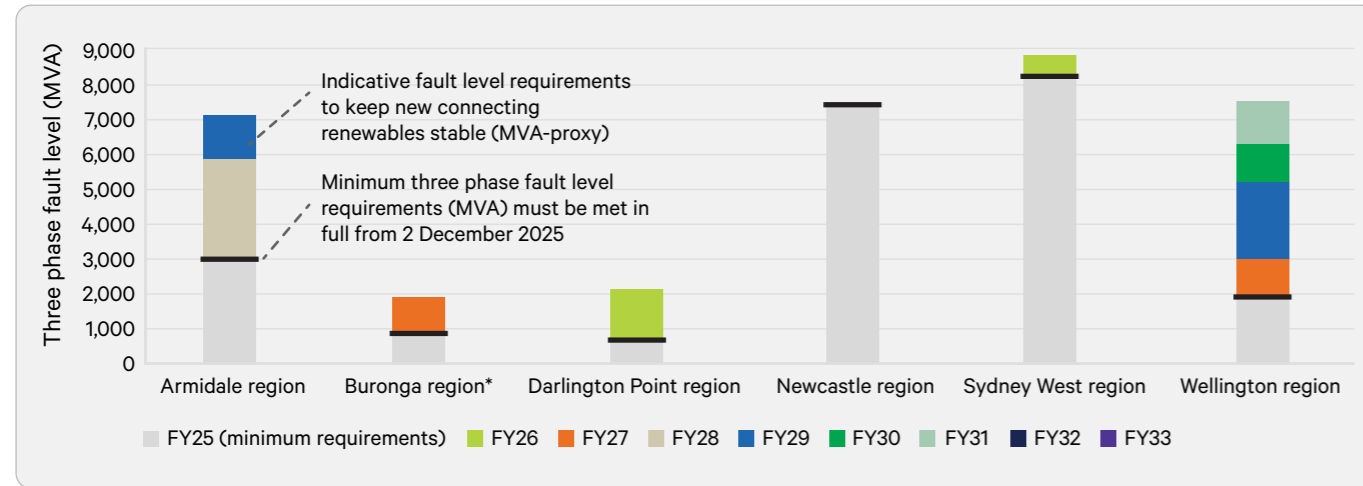 Three phase fault level (MVA)
9,000
8,000
7,000
6,000
5,000
4,000
3,000
2,000
1,000
0
Indicative fault level requirements
to keep new connecting
renewables stable (MVA-proxy)
Minimum three phase fault level
requirements (MVA) must be met in
full from 2 December 2025
Armidale region
Buronga region*
Darlington Point region
Newcastle region
Sydney West region
Wellington region
FY25 (minimum requirements)
FY26
FY27
FY28
FY29
FY30
FY31
FY32
FY33